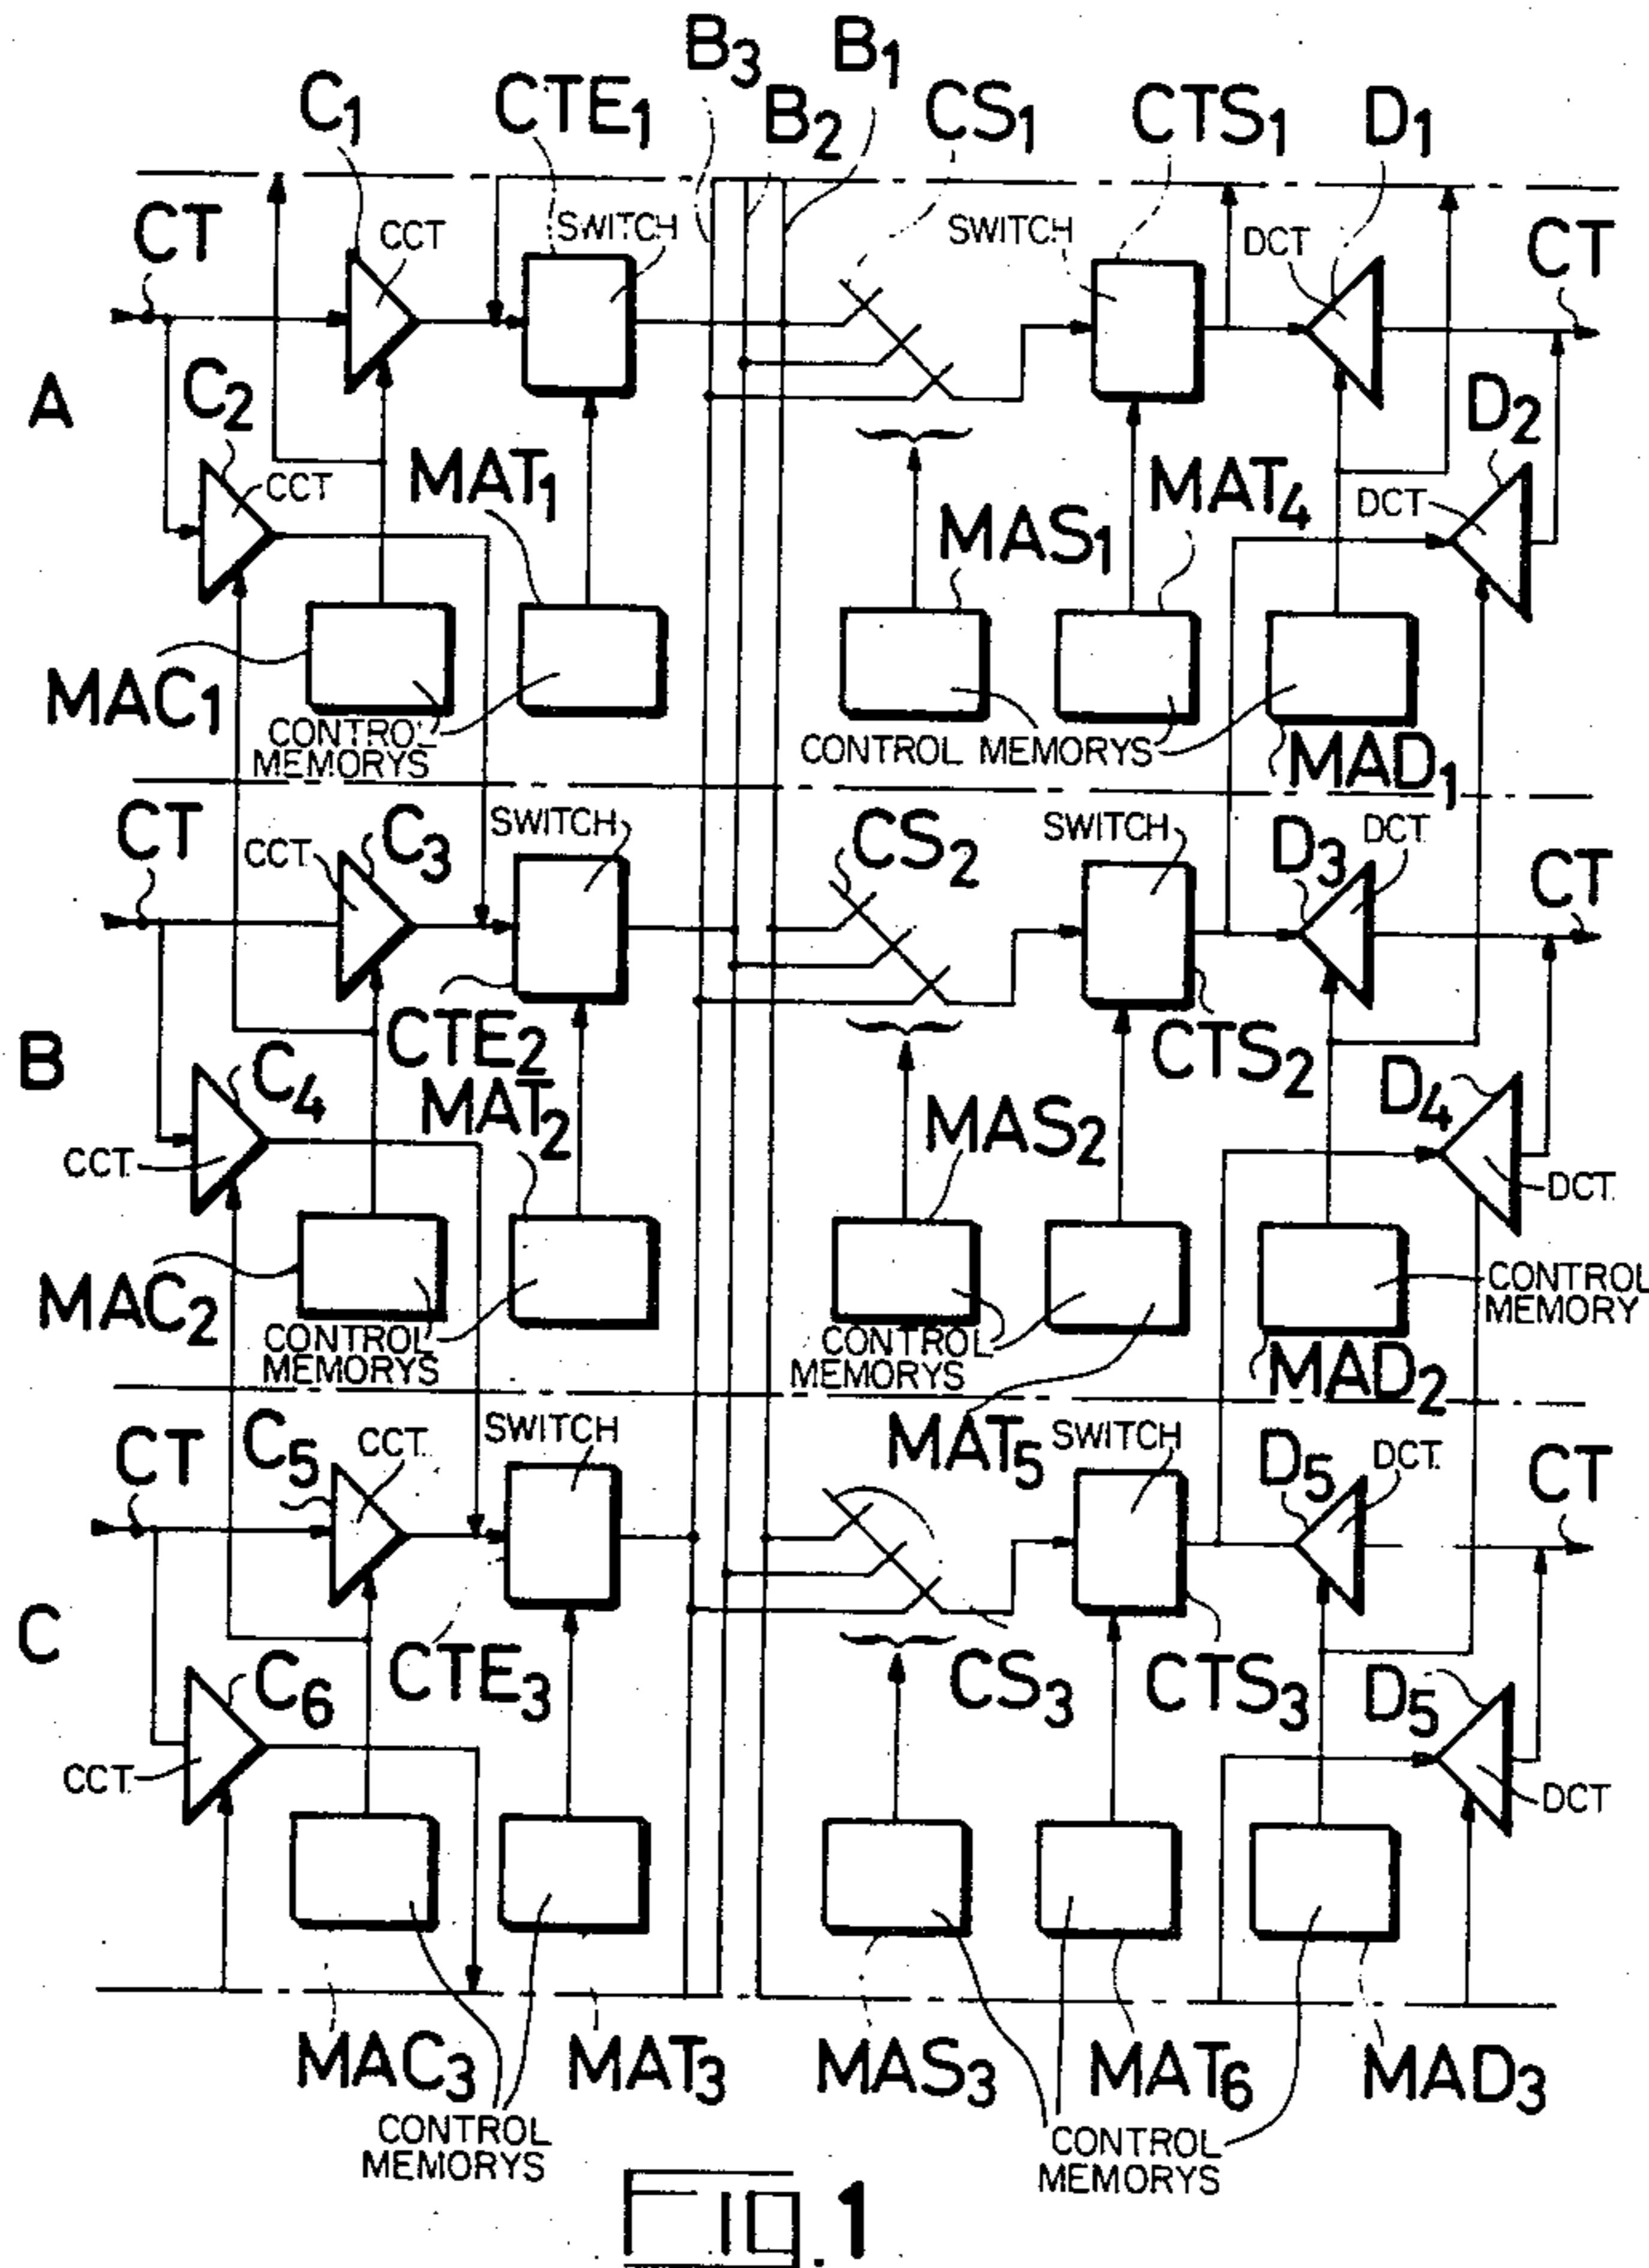 B3 B1
C1 CTE1 B2 CS1 CTS1 D1
CT CCT SWITCH SWITCH DCT CT
A C2 D2
CCT MAT1 MAT4 DCT
MAS1
MAC1
CONTROL
MEMORYS
CONTROL MEMORYS
MAD1
CT CCT. C3 SWITCH CS2 SWITCH D3 DCT CT
B CTE2 CTS2
C4 MAT2 D4
CCT. MAS2 DCT.
MAC2
CONTROL
MEMORYS
CONTROL
MEMORYS
CONTROL
MEMORY
MAD2
CT C5 CCT. SWITCH MAT5 SWITCH D5 DCT. CT
C CTE3 CS3 CTS3
C6 D5
CCT. DCT
MAC3 MAT3 MAS3 MAT6 MAD3
CONTROL
MEMORYS
CONTROL
MEMORYS
FIG.1